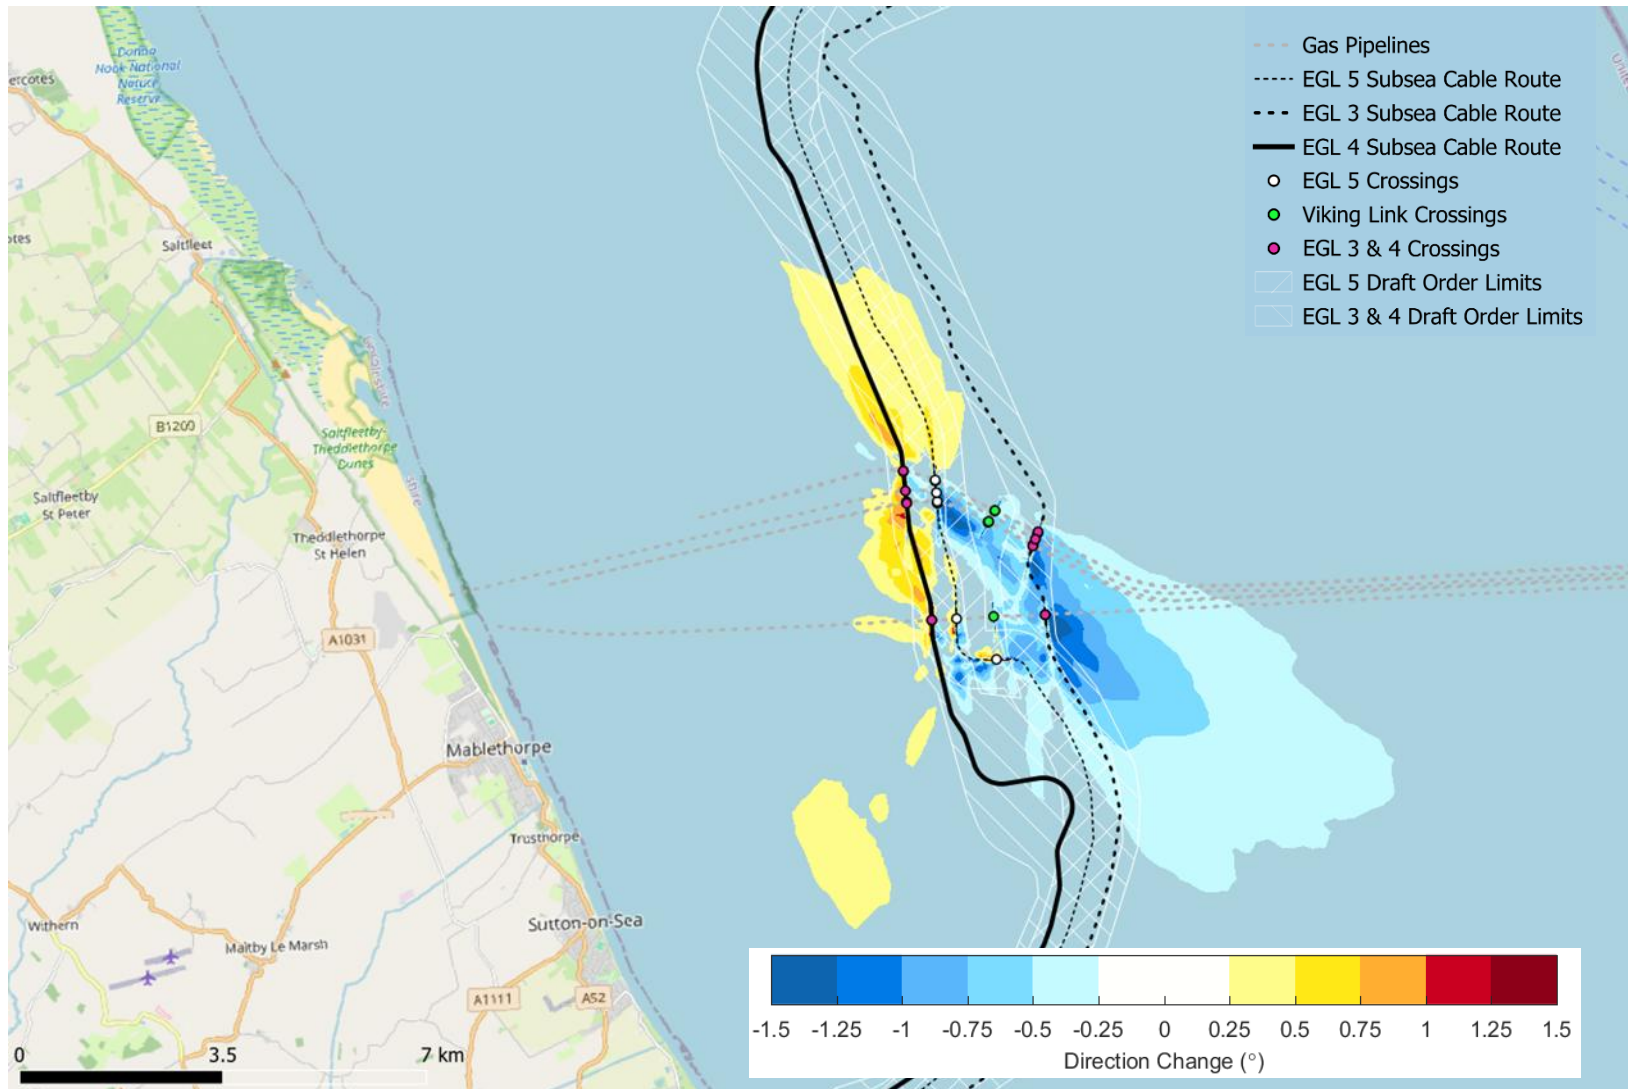 Donna
Nook National
Nature
Reserve
ercotes
otes
Saltfleet
B1200
Saltfleetby-
Theddlethorpe
Dunes
Lincolnshire
shire
Saltfleetby
St Peter
Theddlethorpe
St Helen
A1031
Mablethorpe
Trusthorpe
Sutton-on-Sea
Withern
Maltby Le Marsh
A1111
A52
0 3.5 7 km
Gas Pipelines
EGL 5 Subsea Cable Route
EGL 3 Subsea Cable Route
EGL 4 Subsea Cable Route
EGL 5 Crossings
Viking Link Crossings
EGL 3 & 4 Crossings
EGL 5 Draft Order Limits
EGL 3 & 4 Draft Order Limits
-1.5 -1.25 -1 -0.75 -0.5 -0.25 0 0.25 0.5 0.75 1 1.25 1.5
Direction Change (°)